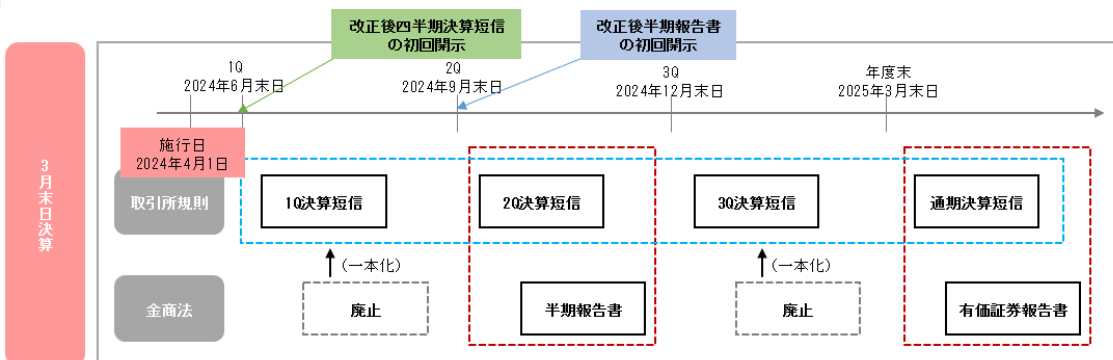 改正後四半期決算短信
の初回開示
改正後半期報告書
の初回開示
1Q
2024年6月末日
2Q
2024年9月末日
3Q
2024年12月末日
年度末
2025年3月末日
施行日
2024年4月1日
3月末日決算
取引所規則
1Q決算短信
2Q決算短信
3Q決算短信
通期決算短信
(一本化)
(一本化)
金商法
廃止
半期報告書
廃止
有価証券報告書